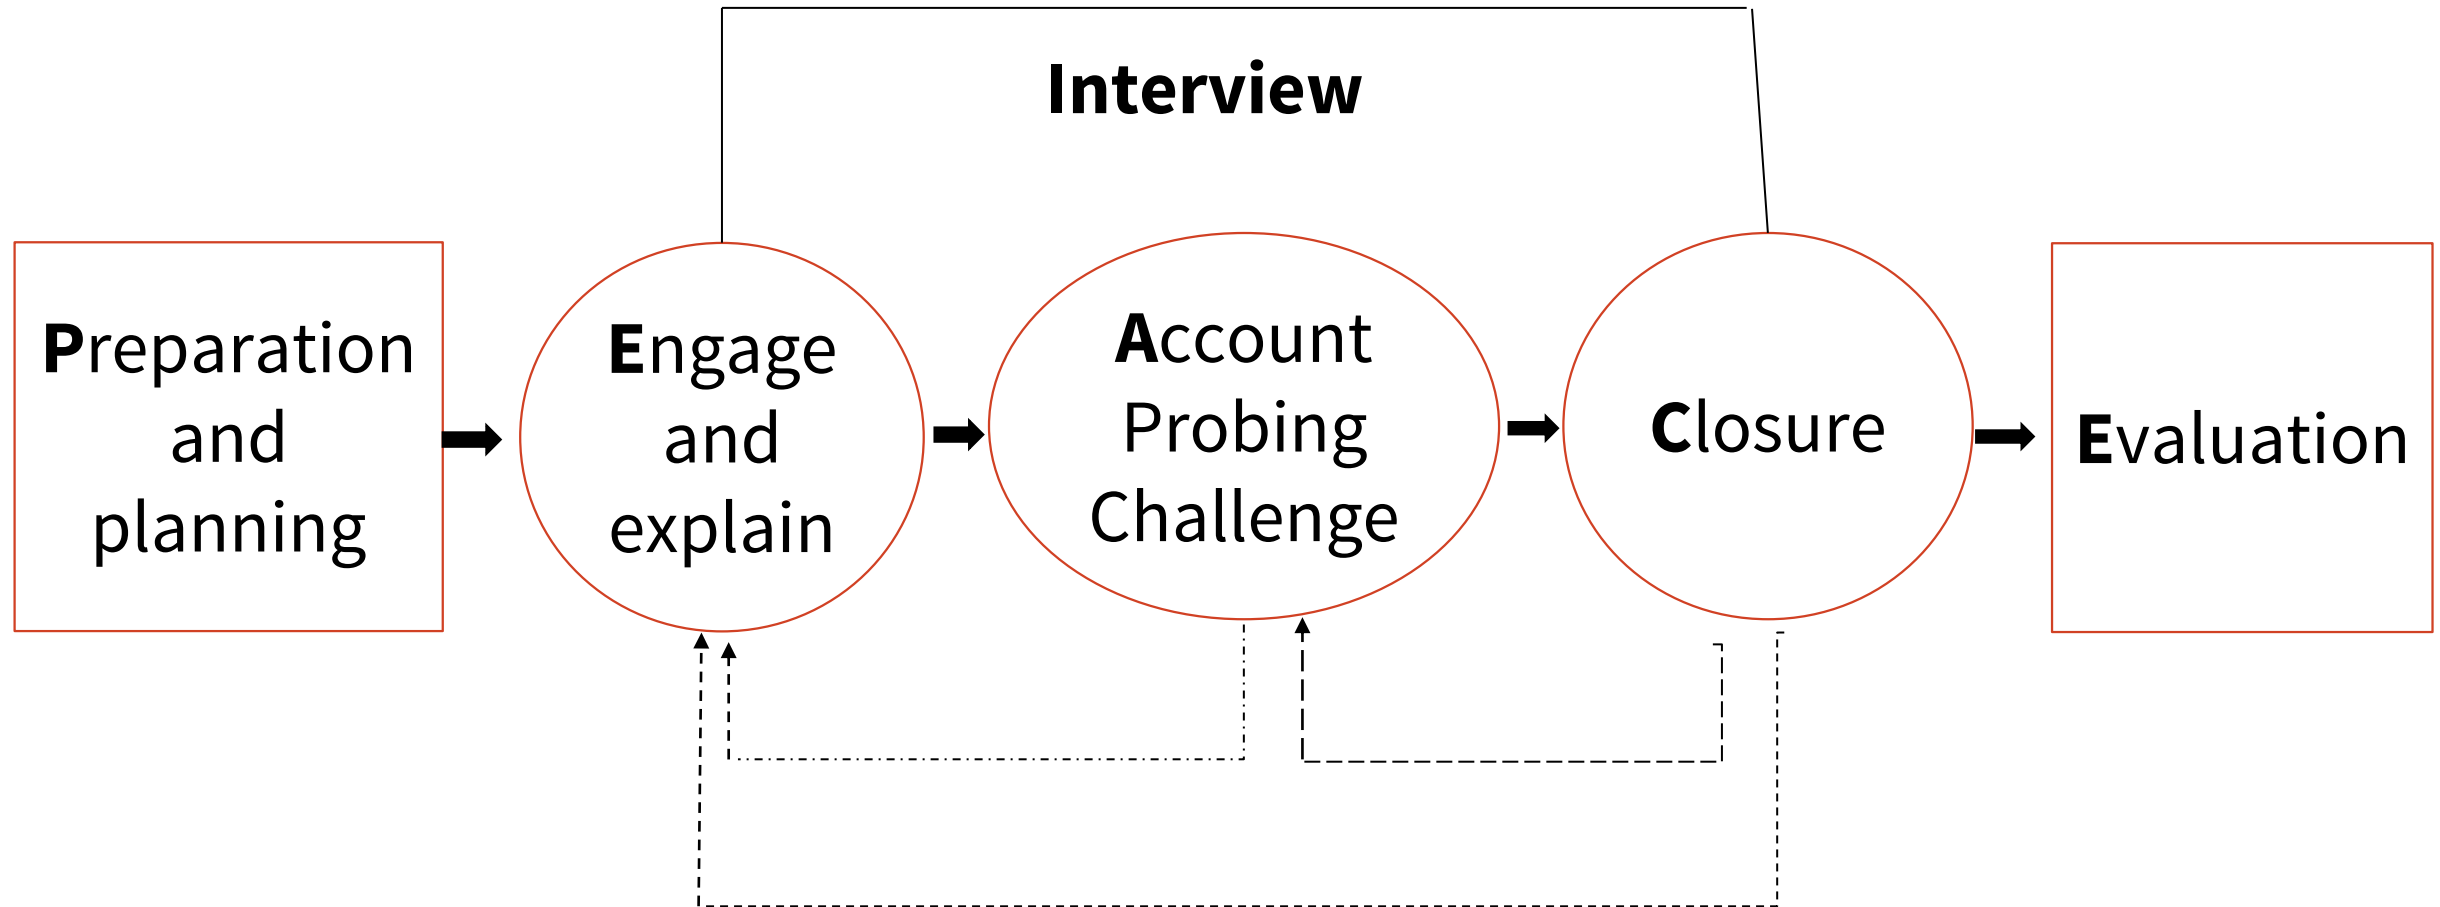 Interview
Preparation
and
planning
Engage
and
explain
Account
Probing
Challenge
Closure
Evaluation